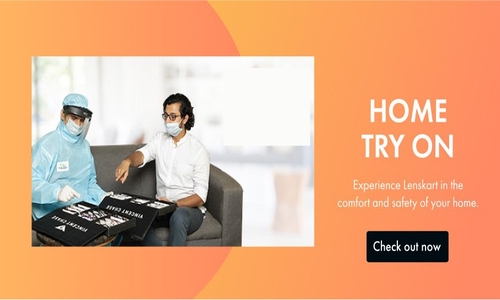 HOME
TRY ON
Experience Lenskart in the
comfort and safety of your home.
Check out now
VINCENT CHASE
VINCENT CHASE